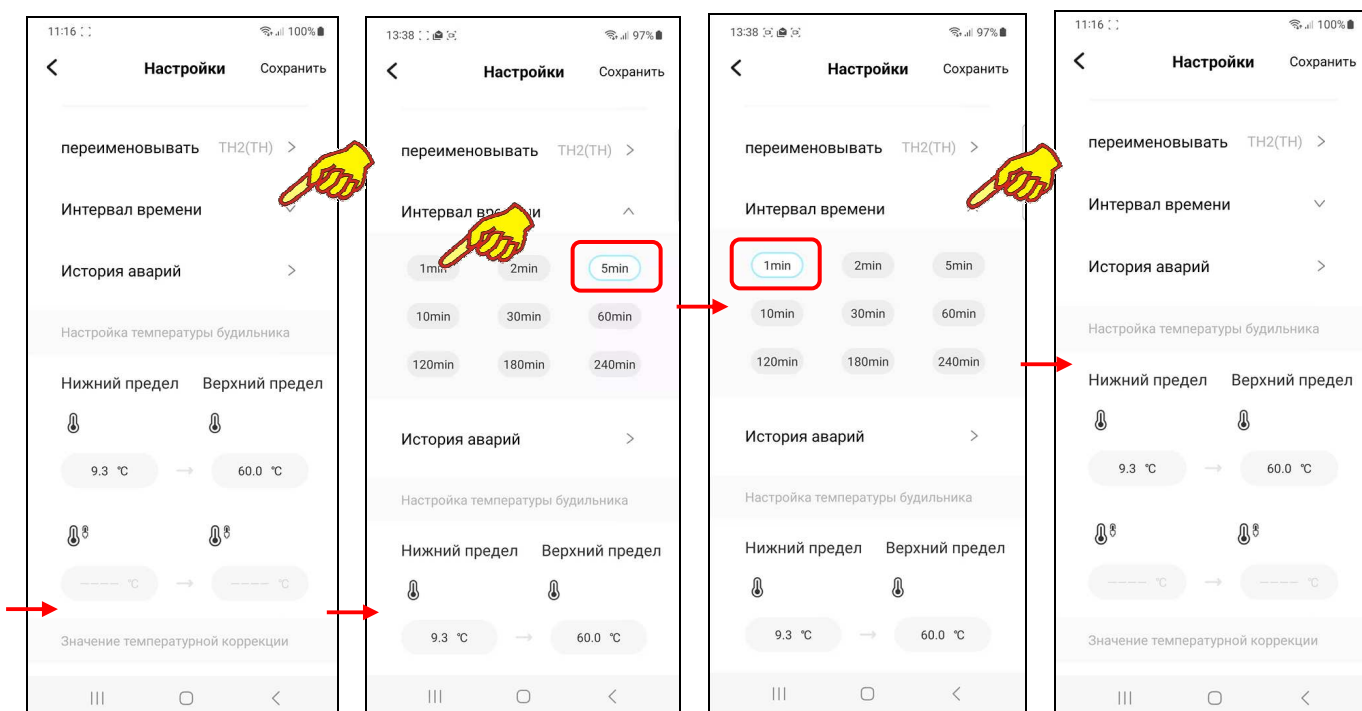 11:16 100%
Настройки Сохранить
переименовывать TH2(TH)
Интервал времени
История аварий
Настройка температуры будильника
Нижний предел Верхний предел
9.3 ℃ 60.0 ℃
---- ℃ ---- ℃
Значение температурной коррекции
13:38 97%
Настройки Сохранить
переименовывать TH2(TH)
Интервал
1min 2min 5min
10min 30min 60min
120min 180min 240min
История аварий
Настройка температуры будильника
Нижний предел Верхний предел
9.3 ℃ 60.0 ℃
13:38 97%
Настройки Сохранить
переименовывать TH2(TH)
Интервал времени
1min 2min 5min
10min 30min 60min
120min 180min 240min
История аварий
Настройка температуры будильника
Нижний предел Верхний предел
9.3 ℃ 60.0 ℃
11:16 100%
Настройки Сохранить
переименовывать TH2(TH)
Интервал времени
История аварий
Настройка температуры будильника
Нижний предел Верхний предел
9.3 ℃ 60.0 ℃
---- ℃ ---- ℃
Значение температурной коррекции